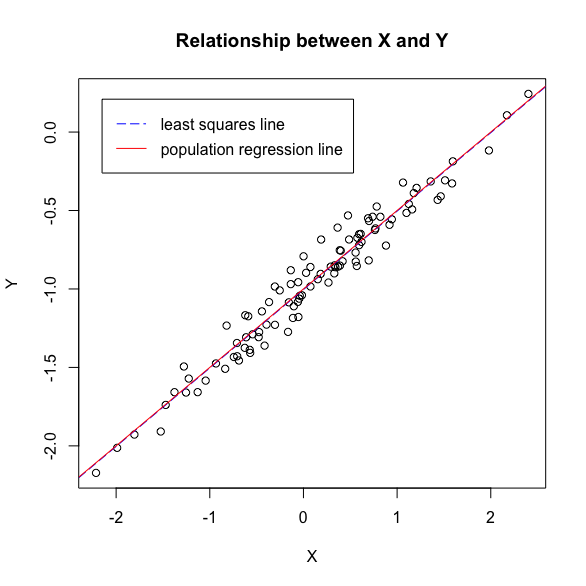 Relationship between X and Y
least squares line
population regression line
Y
0.0
-0.5
-1.0
-1.5
-2.0
-2 -1 0 1 2
X